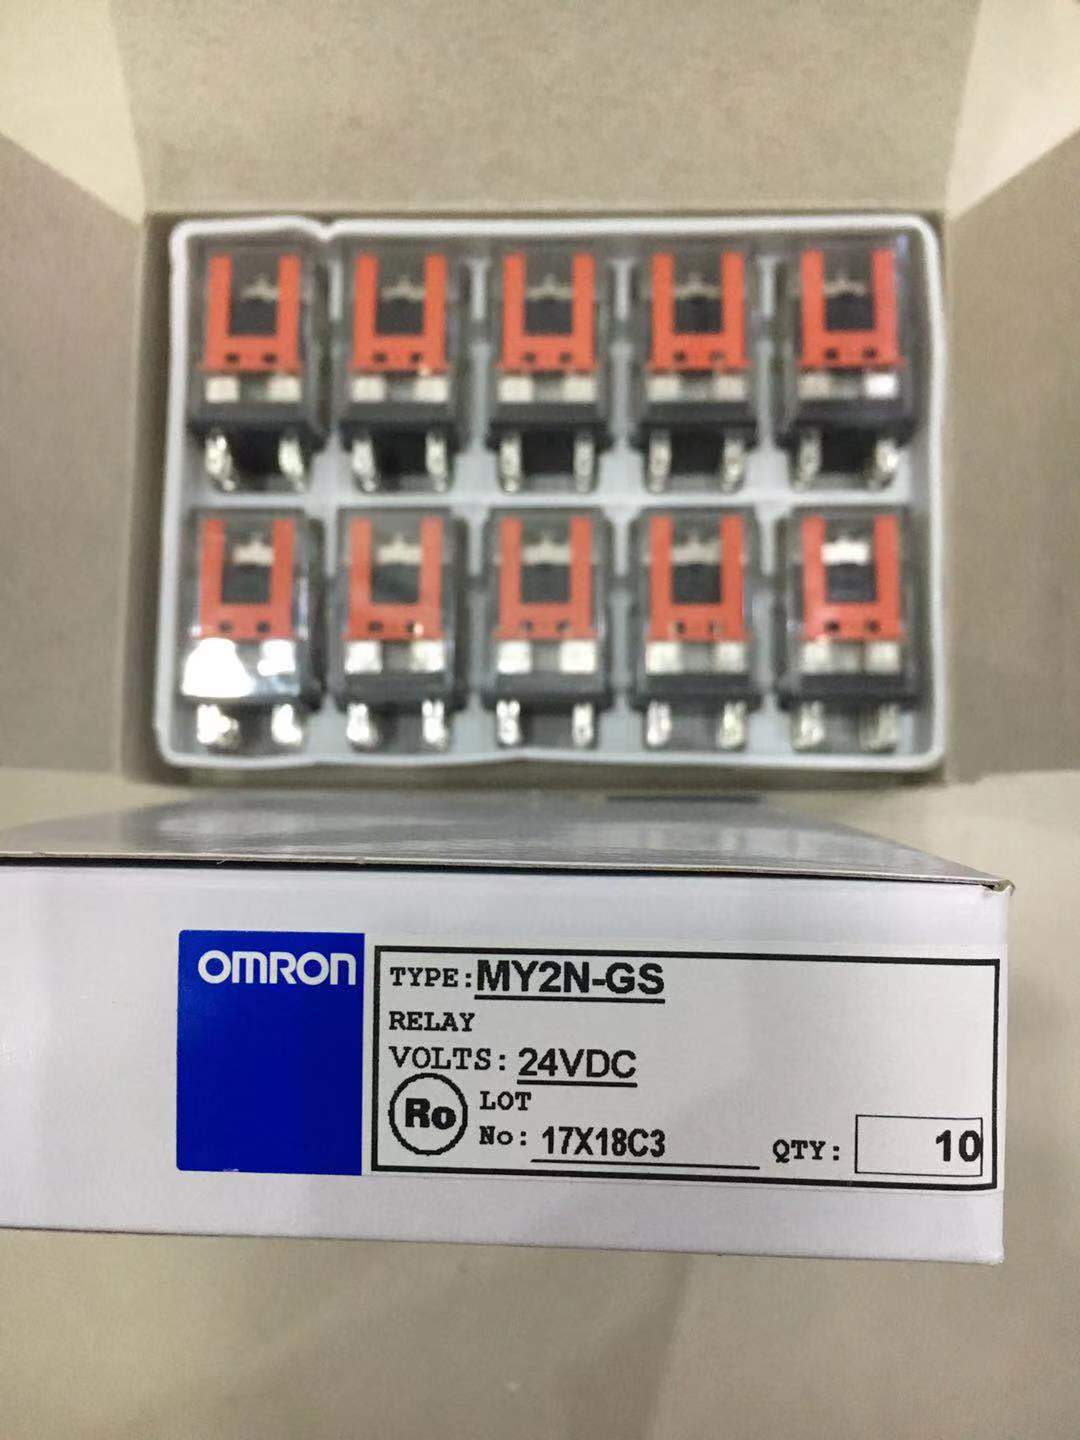 OMRON
TYPE: MY2N-GS
RELAY
VOLTS: 24VDC
Ro
LOT
No: 17X18C3
QTY: 10